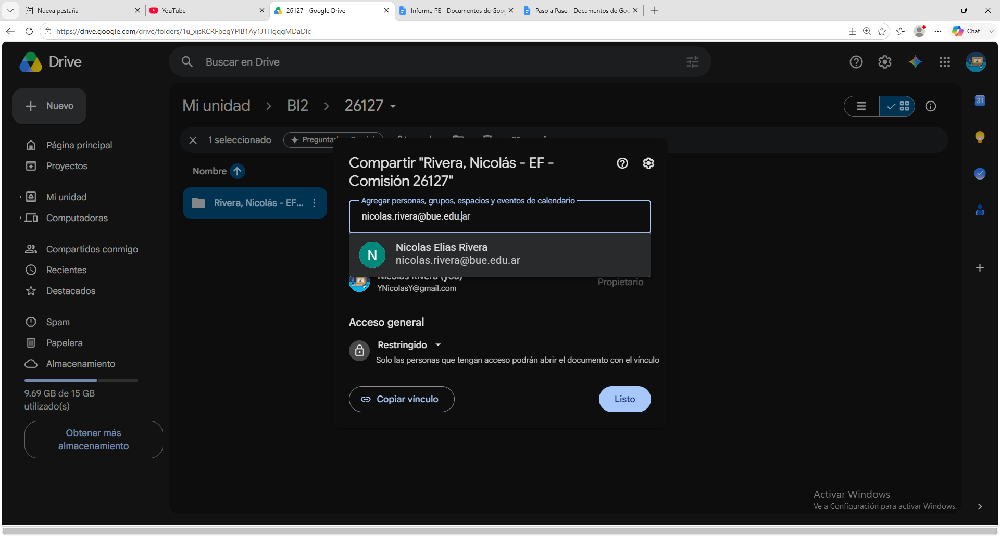 Nueva pestaña
YouTube
26127 - Google Drive
Informe PE - Documentos de Goo
Paso a Paso - Documentos de Goo
https://drive.google.com/drive/folders/1u_xjsRCRFbegYPIB1Ay1J1HgqgMDaDIc
Chat
Drive
Buscar en Drive
Nuevo
Mi unidad
BI2
26127
31
1 seleccionado
Preguntar
Página principal
Proyectos
Nombre
Compartir "Rivera, Nicolás - EF -
Comisión 26127"
Mi unidad
Rivera, Nicolás - EF...
Agregar personas, grupos, espacios y eventos de calendario
nicolas.rivera@bue.edu.ar
Computadoras
Compartidos conmigo
N
Nicolas Elias Rivera
nicolas.rivera@bue.edu.ar
Recientes
Nicolas Rivera (you)
YNicolasY@gmail.com
Propietario
Destacados
Spam
Acceso general
Papelera
Restringido
Solo las personas que tengan acceso podrán abrir el documento con el vínculo
Almacenamiento
9.69 GB de 15 GB
utilizado(s)
Copiar vínculo
Listo
Obtener más
almacenamiento
Activar Windows
Ve a Configuración para activar Windows.